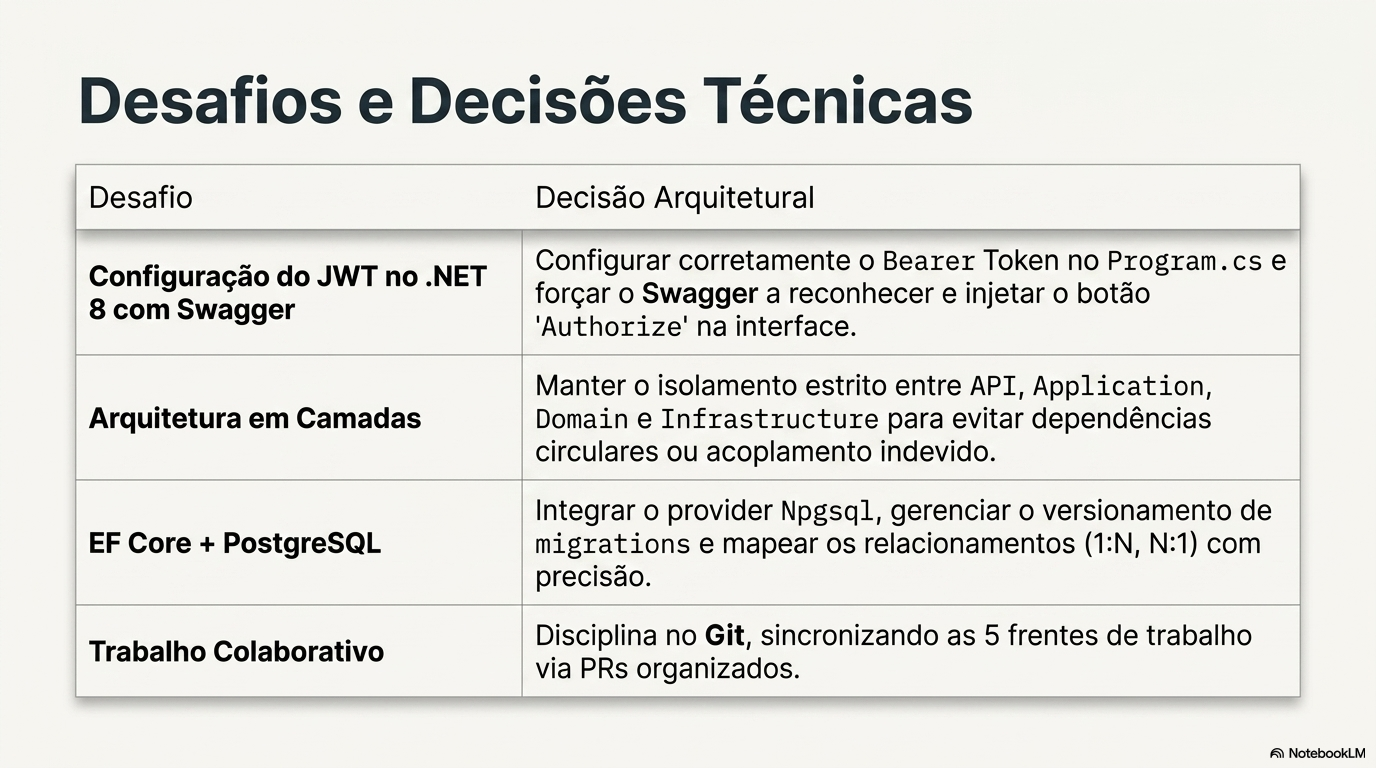 Desafios e Decisões Técnicas
Desafio
Decisão Arquitetural
Configuração do JWT no .NET
8 com Swagger
Configurar corretamente o Bearer Token no Program.cs e
forçar o Swagger a reconhecer e injetar o botão
'Authorize' na interface.
Arquitetura em Camadas
Manter o isolamento estrito entre API, Application,
Domain e Infrastructure para evitar dependências
circulares ou acoplamento indevido.
EF Core + PostgreSQL
Integrar o provider Npgsql, gerenciar o versionamento de
migrations e mapear os relacionamentos (1:N, N:1) com
precisão.
Trabalho Colaborativo
Disciplina no Git, sincronizando as 5 frentes de trabalho
via PRs organizados.
NotebookLM